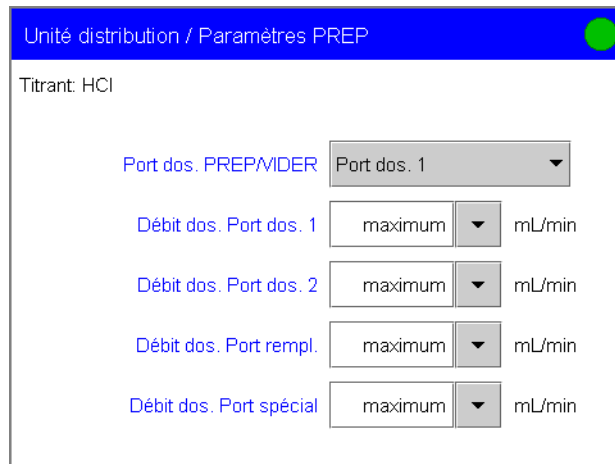 Unité distribution / Paramètres PREP
Titrant: HCl
Port dos. PREP/VIDER Port dos. 1
Débit dos. Port dos. 1 maximum mL/min
Débit dos. Port dos. 2 maximum mL/min
Débit dos. Port rempl. maximum mL/min
Débit dos. Port spécial maximum mL/min